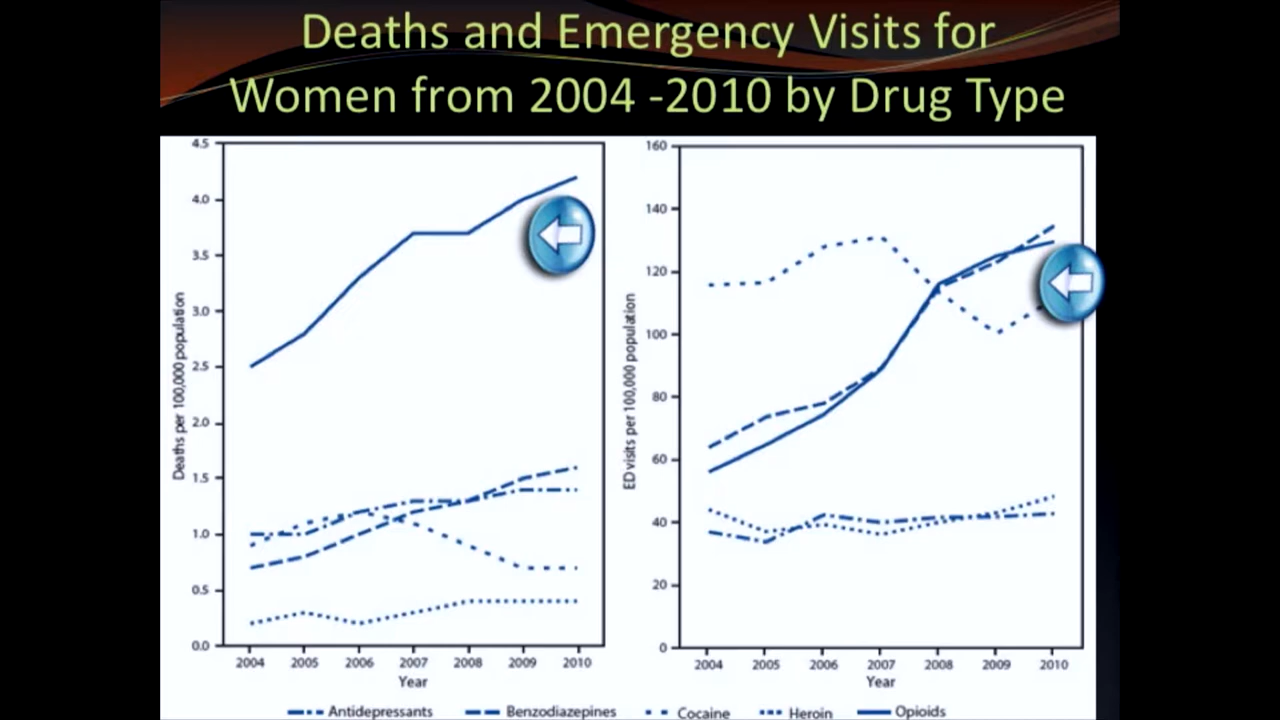 Deaths and Emergency Visits for
Women from 2004 -2010 by Drug Type
4.5
4.0
3.5
3.0
2.5
2.0
1.5
1.0
0.5
0.0
Deaths per 100,000 population
2004 2005 2006 2007 2008 2009 2010
Year
160
140
120
100
80
60
40
20
0
ED visits per 100,000 population
2004 2005 2006 2007 2008 2009 2010
Year
Antidepressants Benzodiazepines Cocaine Heroin Opioids